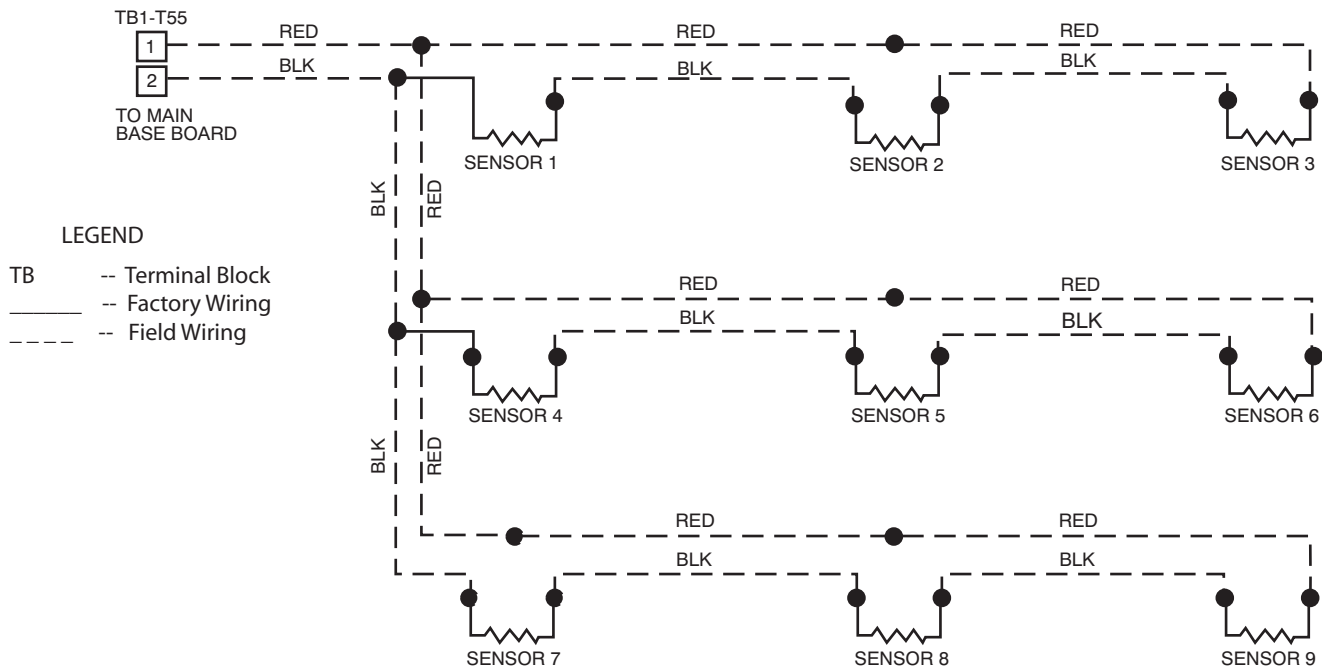 TB1-T55
1
RED
RED
RED
2
BLK
BLK
BLK
TO MAIN
BASE BOARD
SENSOR 1
SENSOR 2
SENSOR 3
BLK
RED
LEGEND
TB -- Terminal Block
______ -- Factory Wiring
_ _ _ _ -- Field Wiring
RED
RED
BLK
BLK
SENSOR 4
SENSOR 5
SENSOR 6
BLK
RED
RED
RED
BLK
BLK
SENSOR 7
SENSOR 8
SENSOR 9